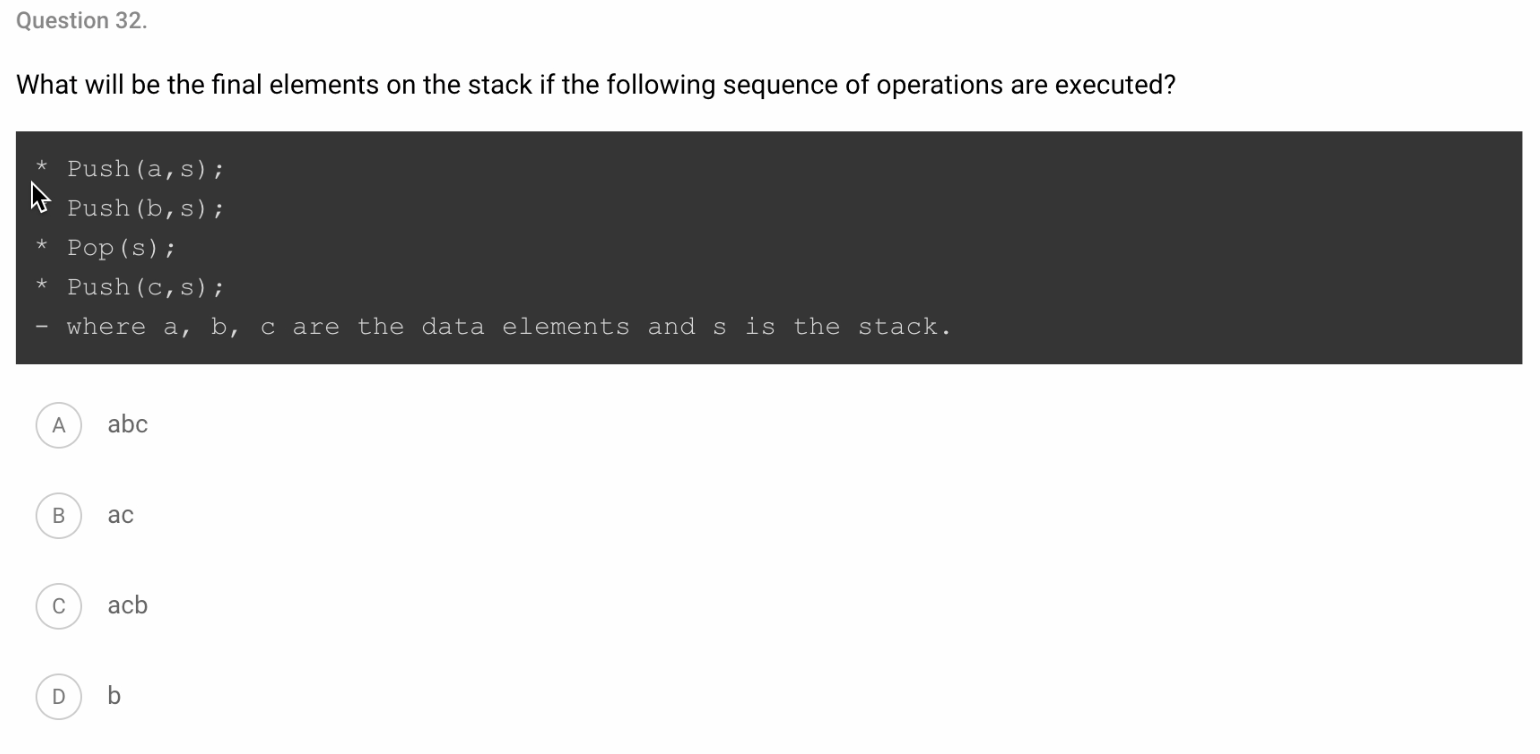 Question 32.
What will be the final elements on the stack if the following sequence of operations are executed?
* Push(a,s);
Push(b,s);
* Pop(s);
* Push(c,s);
- where a, b, c are the data elements and s is the stack.
A abc
B ac
C acb
D b